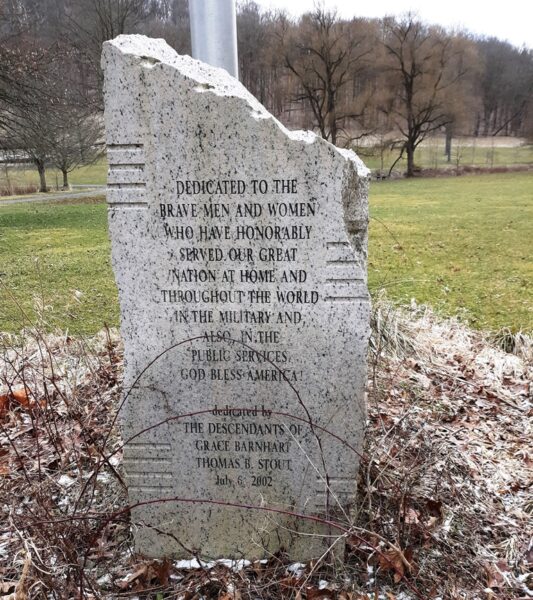 DEDICATED TO THE
BRAVE MEN AND WOMEN
WHO HAVE HONORABLY
SERVED OUR GREAT
NATION AT HOME AND
THROUGHOUT THE WORLD
IN THE MILITARY AND
ALSO IN THE
PUBLIC SERVICES
GOD BLESS AMERICA!
dedicated by
THE DESCENDANTS OF
GRACE BARNHART
THOMAS B. STOUT
July 6, 2002